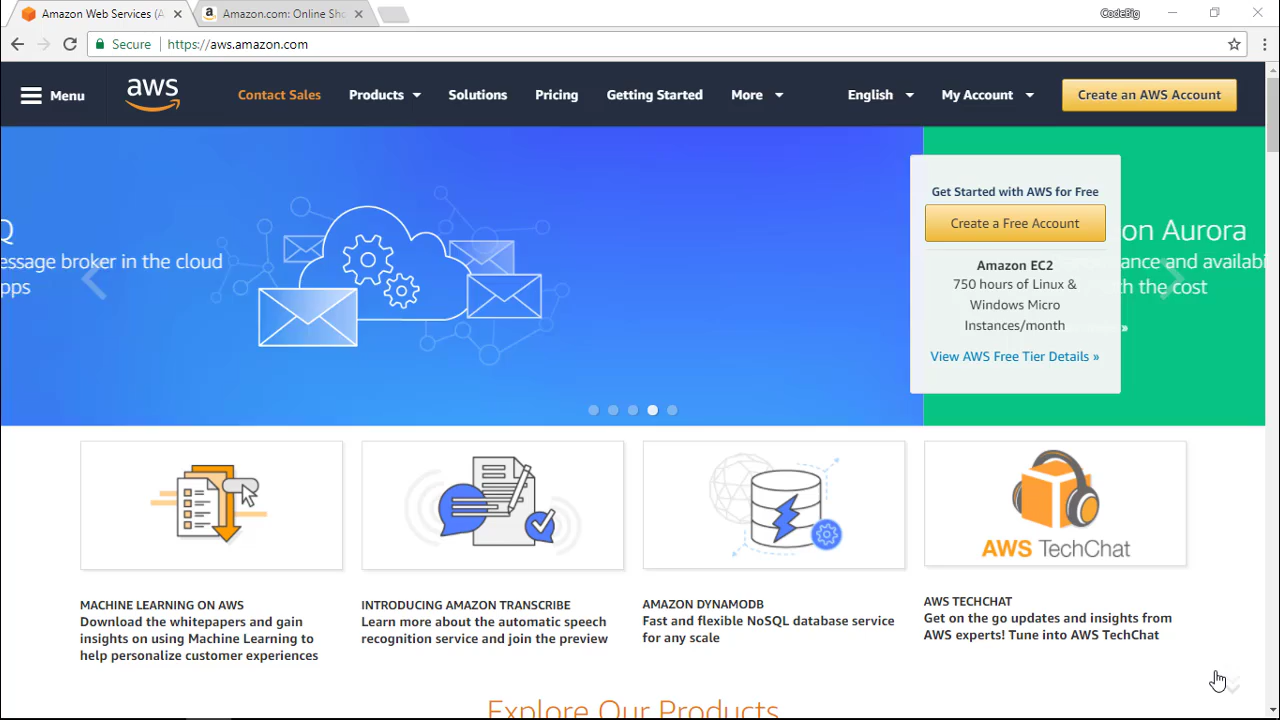 Amazon Web Services (A
Amazon.com: Online Sho
CodeBig
Secure
https://aws.amazon.com
Menu
aws
Contact Sales
Products
Solutions
Pricing
Getting Started
More
English
My Account
Create an AWS Account
Q
essage broker in the cloud
pps
Get Started with AWS for Free
Create a Free Account
Amazon EC2
750 hours of Linux &
Windows Micro
Instances/month
View AWS Free Tier Details »
on Aurora
ance and availabi
h the cost
AWS TechChat
MACHINE LEARNING ON AWS
Download the whitepapers and gain
insights on using Machine Learning to
help personalize customer experiences
INTRODUCING AMAZON TRANSCRIBE
Learn more about the automatic speech
recognition service and join the preview
AMAZON DYNAMODB
Fast and flexible NoSQL database service
for any scale
AWS TECHCHAT
Get on the go updates and insights from
AWS experts! Tune into AWS TechChat
Explore Our Products